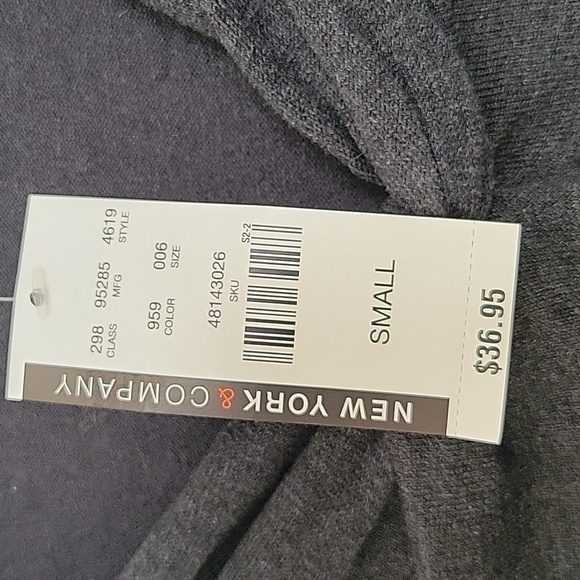 NEW YORK & COMPANY
298 95285 4619
CLASS MFG STYLE
959 006
COLOR SIZE
48143026
SKU
S2-2
SMALL
$36.95